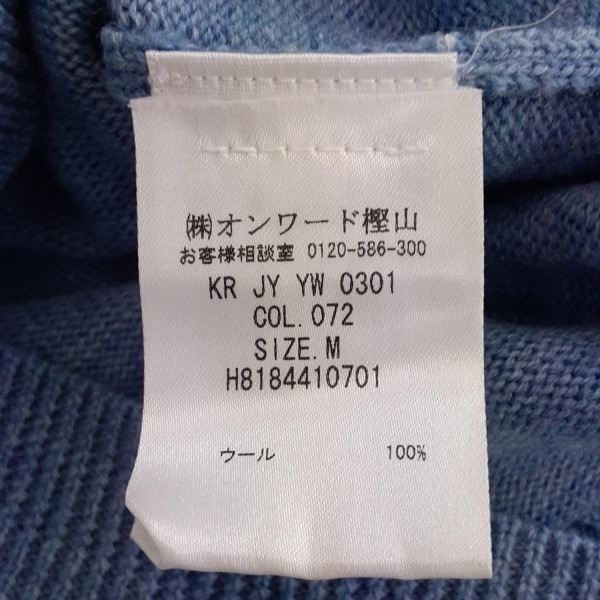 ㈱オンワード樫山
お客様相談室 0120-586-300
KR JY YW 0301
COL.072
SIZE.M
H8184410701
ウール 100%